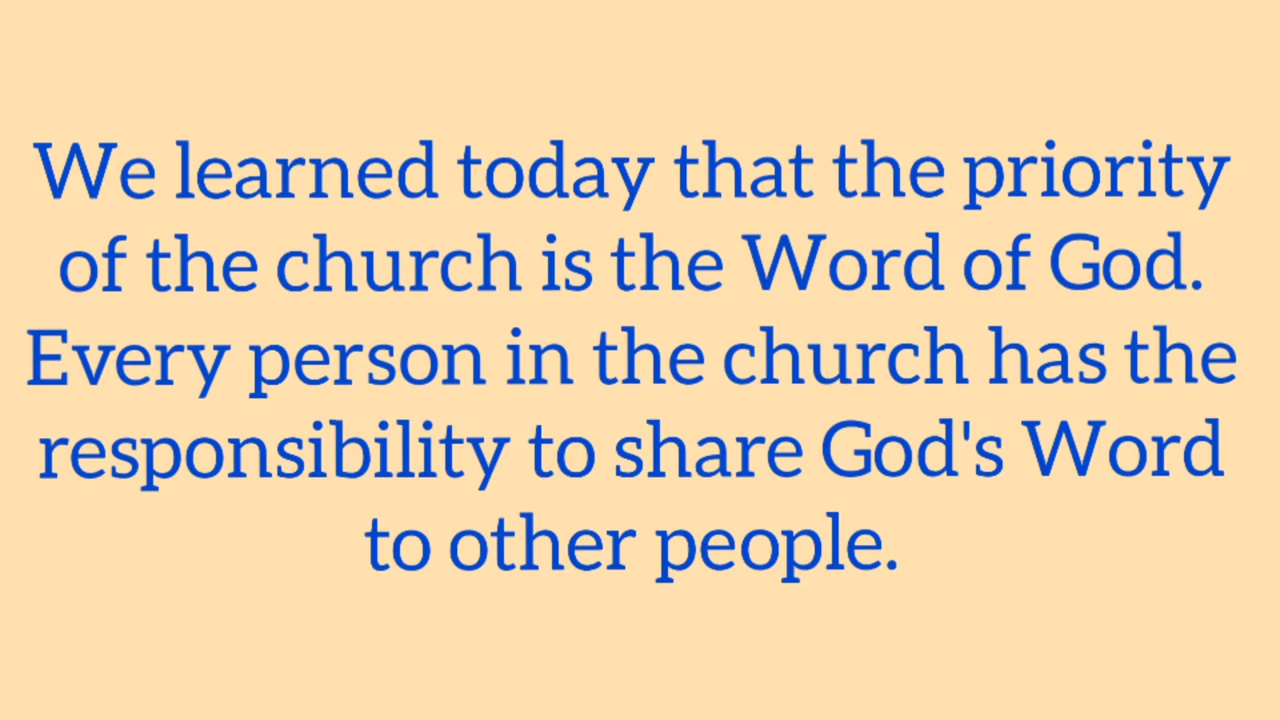 We learned today that the priority
of the church is the Word of God.
Every person in the church has the
responsibility to share God's Word
to other people.